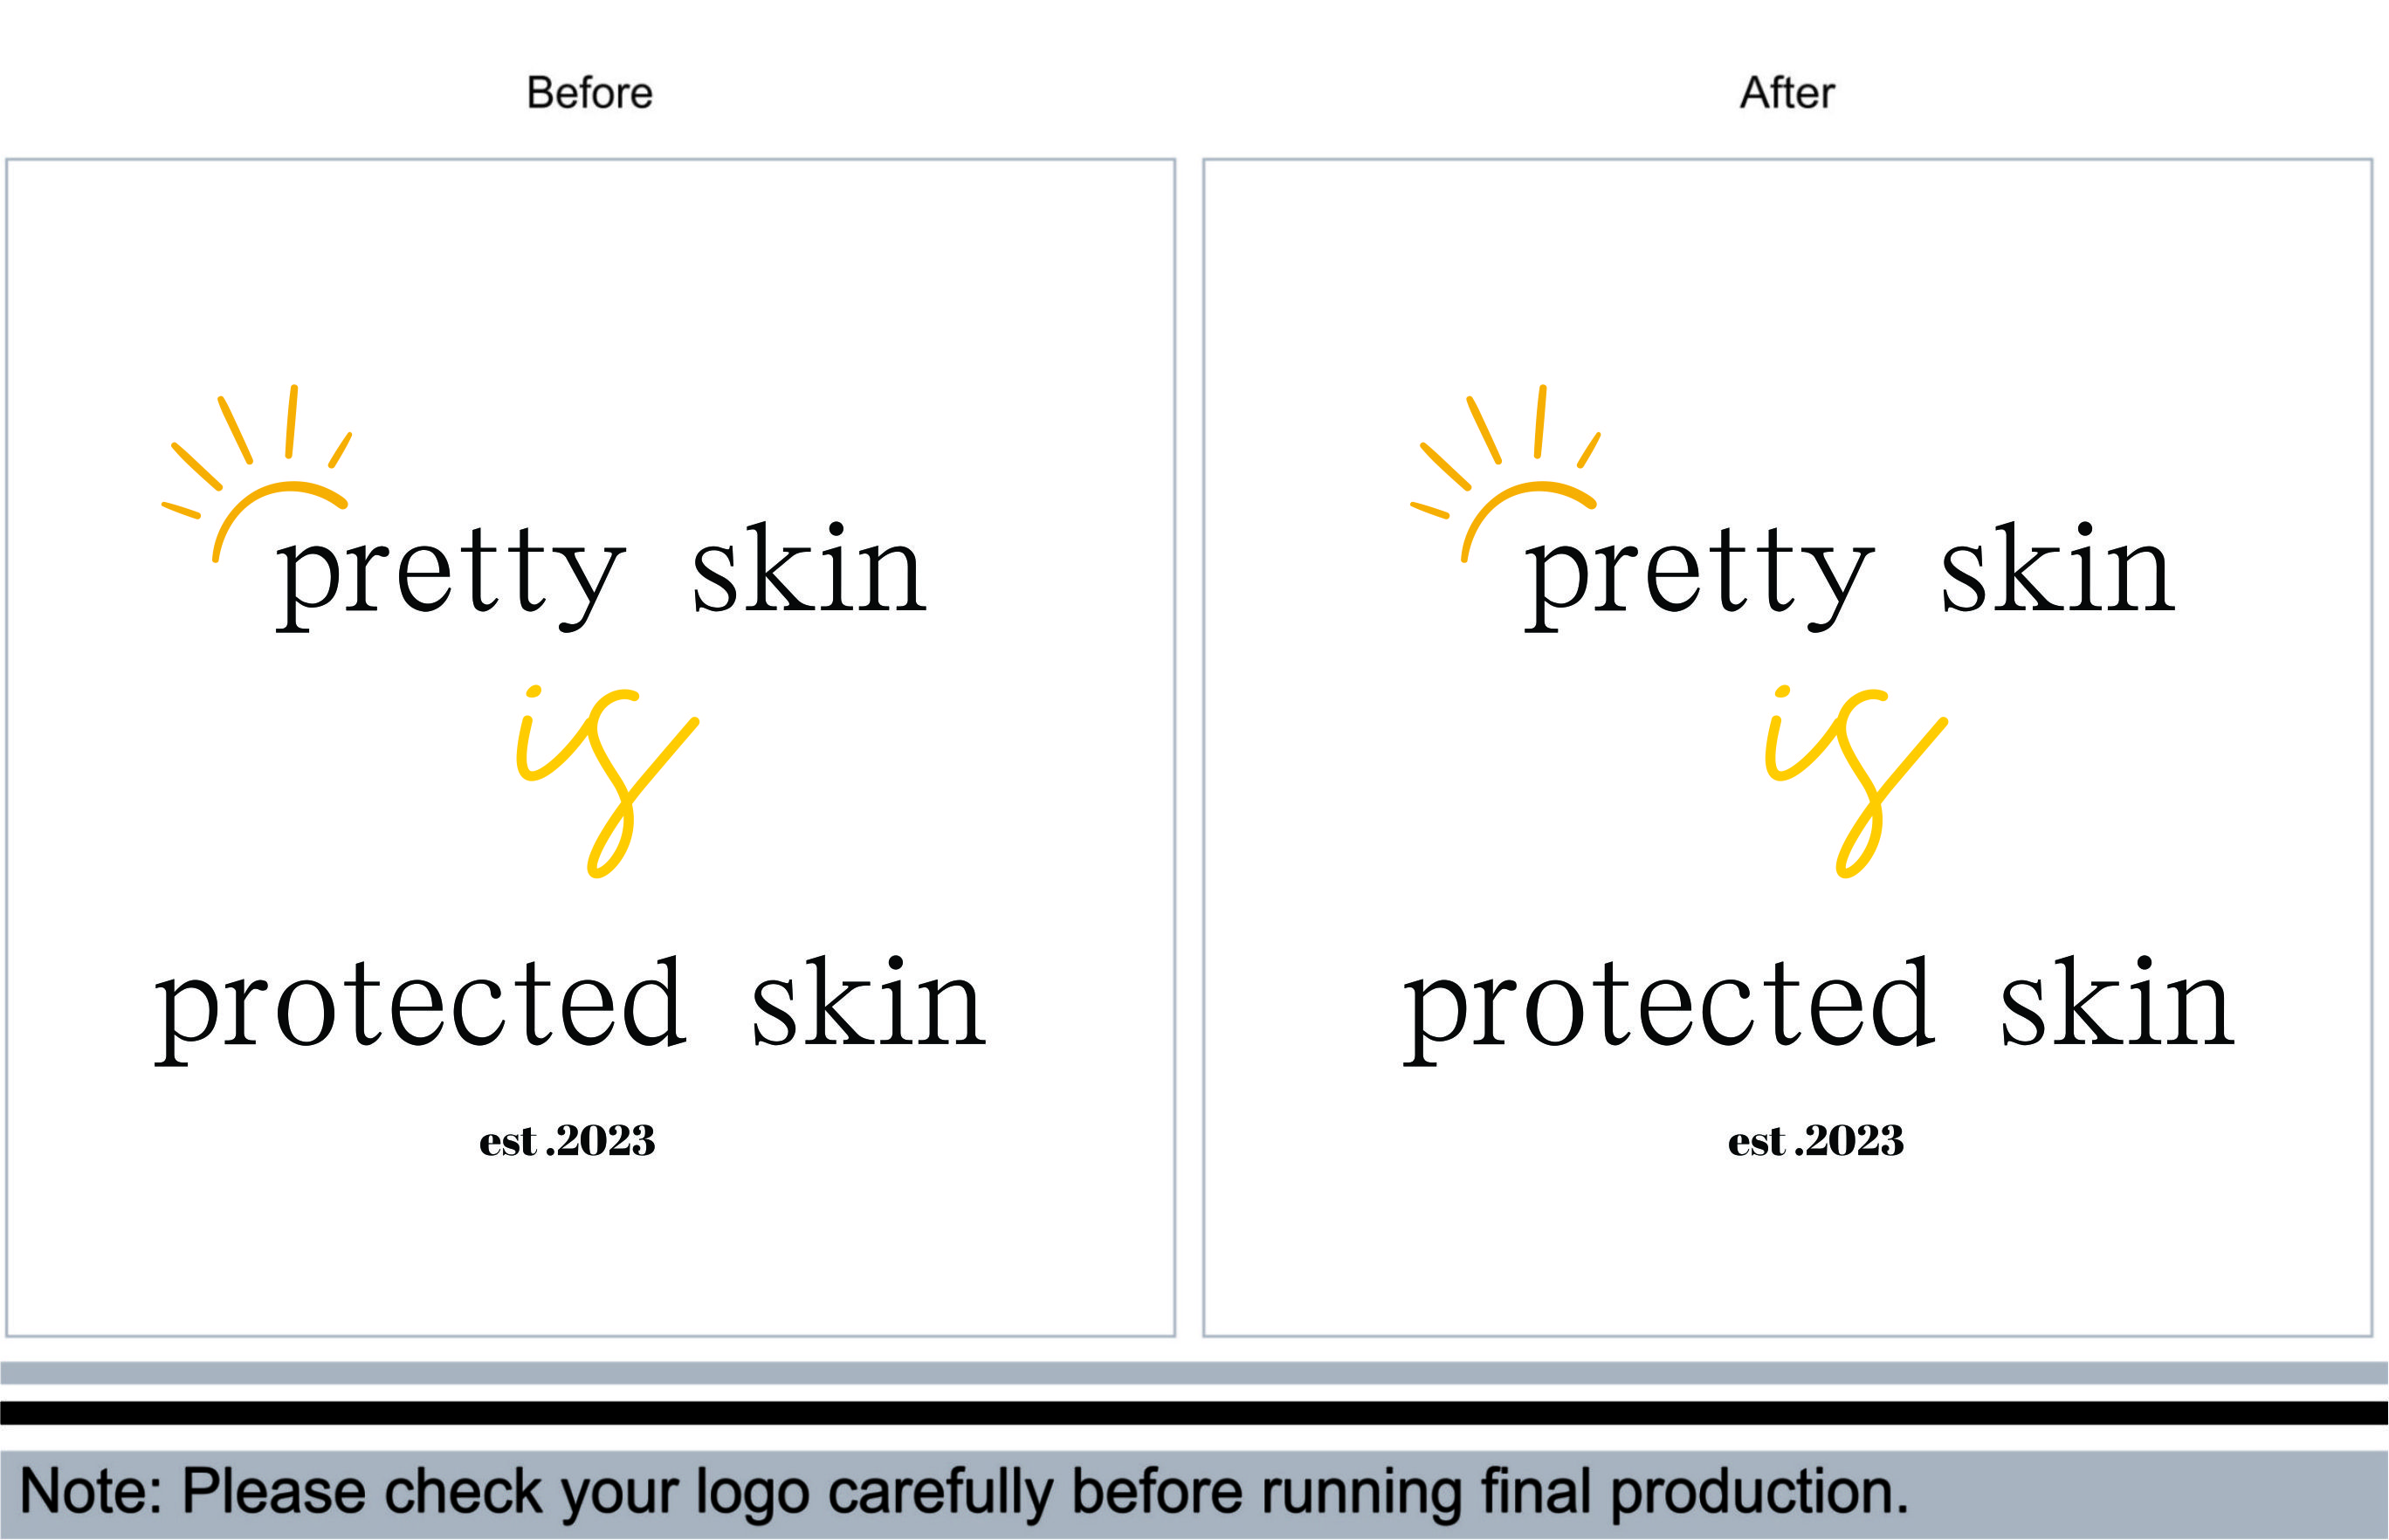 Before
After
pretty skin
is
protected skin
est .2023
pretty skin
is
protected skin
est .2023
Note: Please check your logo carefully before running final production.